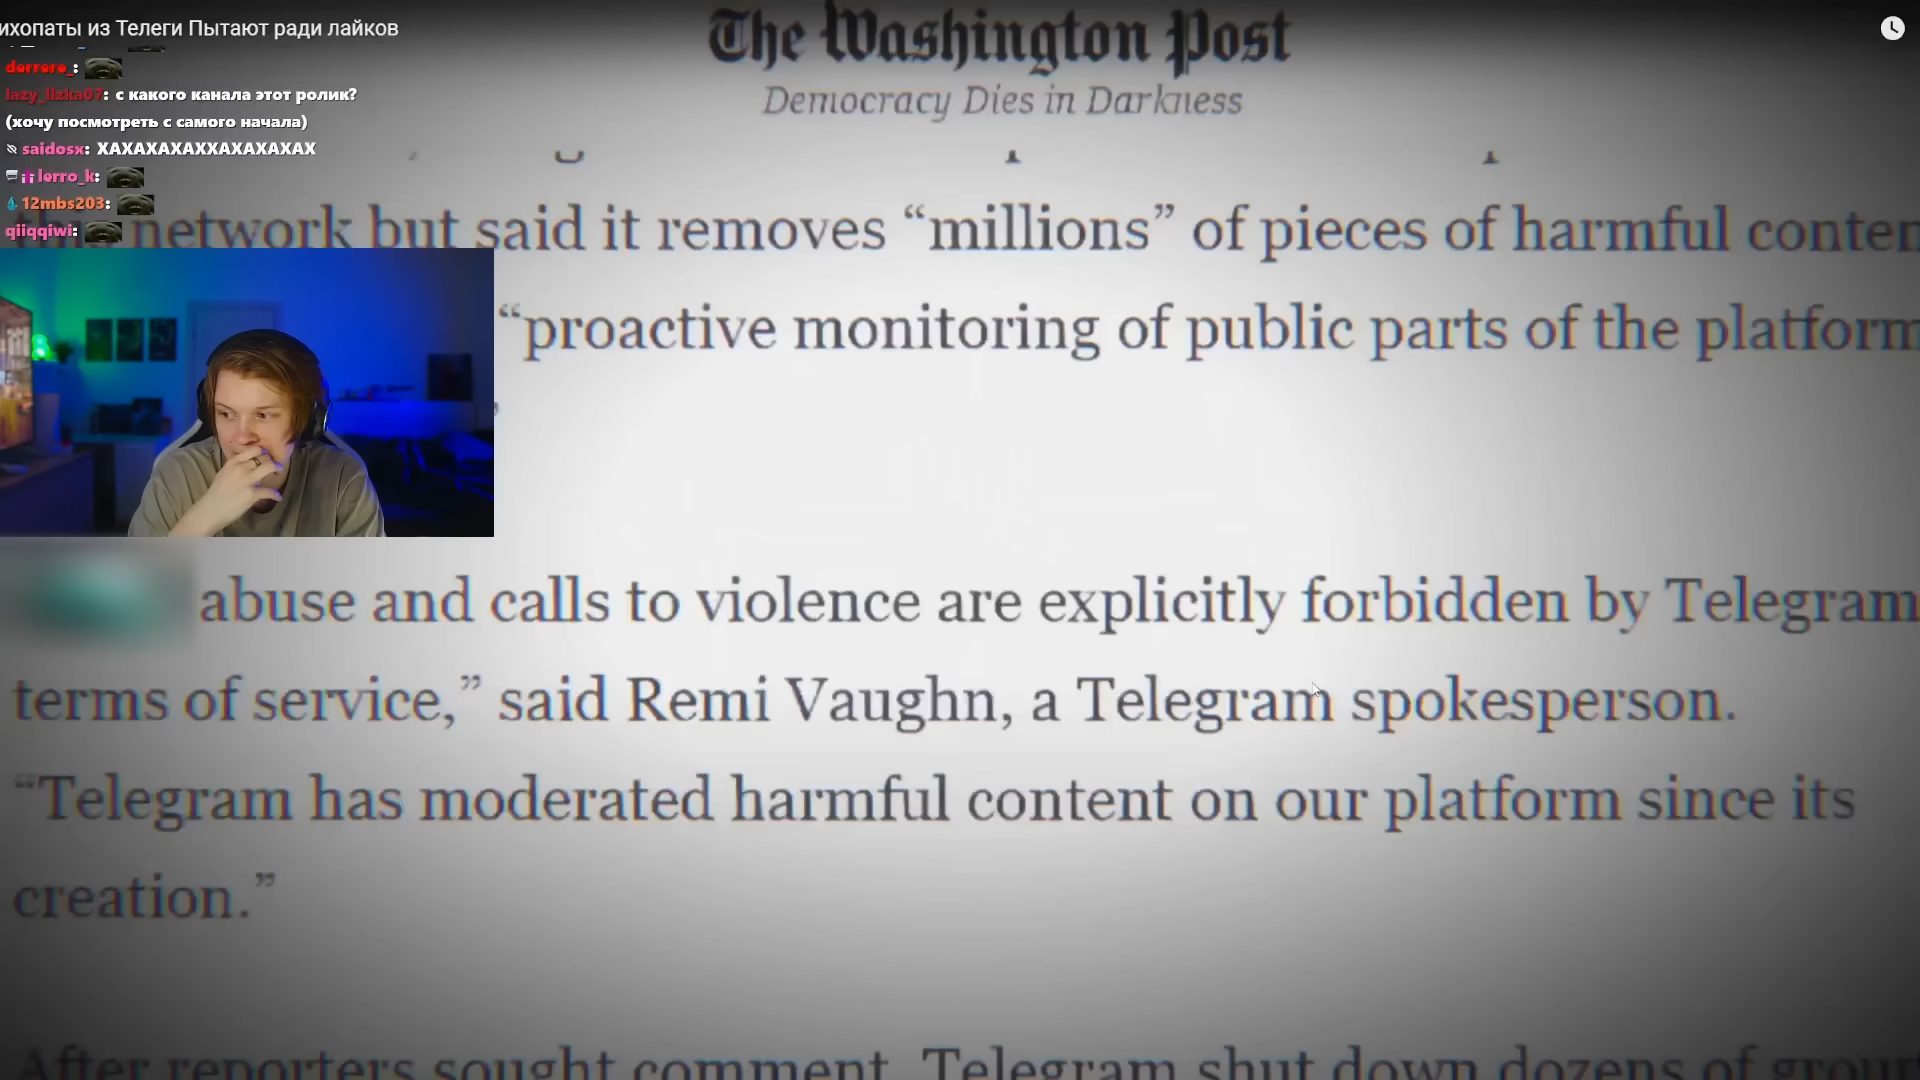 ихопаты из Телеги Пытают ради лайков
derrere_:
lazy_lizka07: с какого канала этот ролик?
(хочу посмотреть с самого начала)
saidosx: ХАХАХАХАХХАХАХАХАХ
lerro_k:
12mbs203:
qiiqqiwi:
The Washington Post
Democracy Dies in Darkness
network but said it removes “millions” of pieces of harmful conten
“proactive monitoring of public parts of the platform
abuse and calls to violence are explicitly forbidden by Telegram
terms of service,” said Remi Vaughn, a Telegram spokesperson.
“Telegram has moderated harmful content on our platform since its
creation.”
After reporters sought comment, Telegram shut down dozens of group